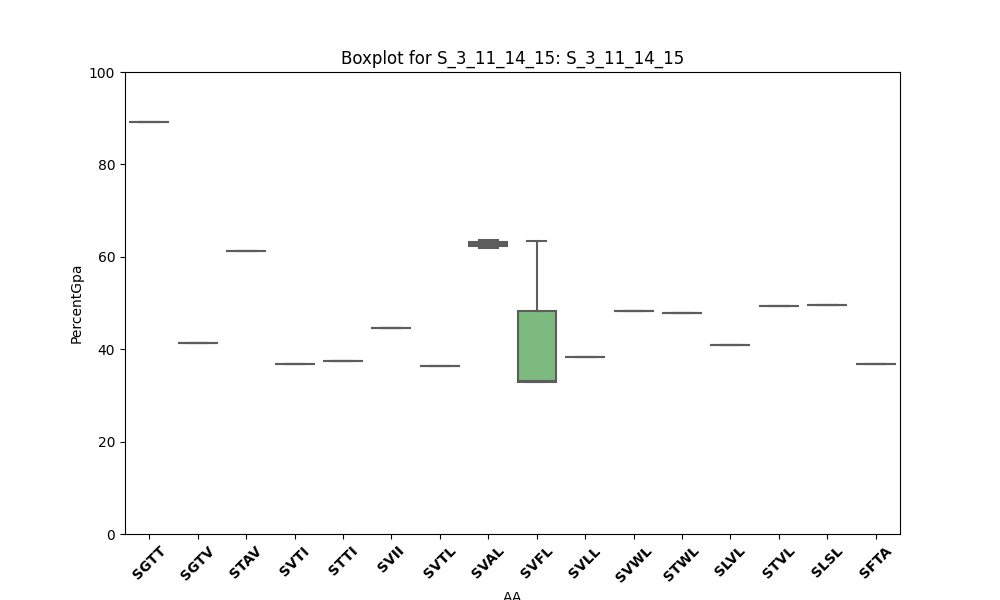 Boxplot for S_3_11_14_15: S_3_11_14_15
100
80
60
40
20
0
PercentGpa
SGTT SGTV STAV SVTI STTI SVII SVTL SVAL SVFL SVLL SVWL STWL SLVL STVL SLSL SFTA
AA